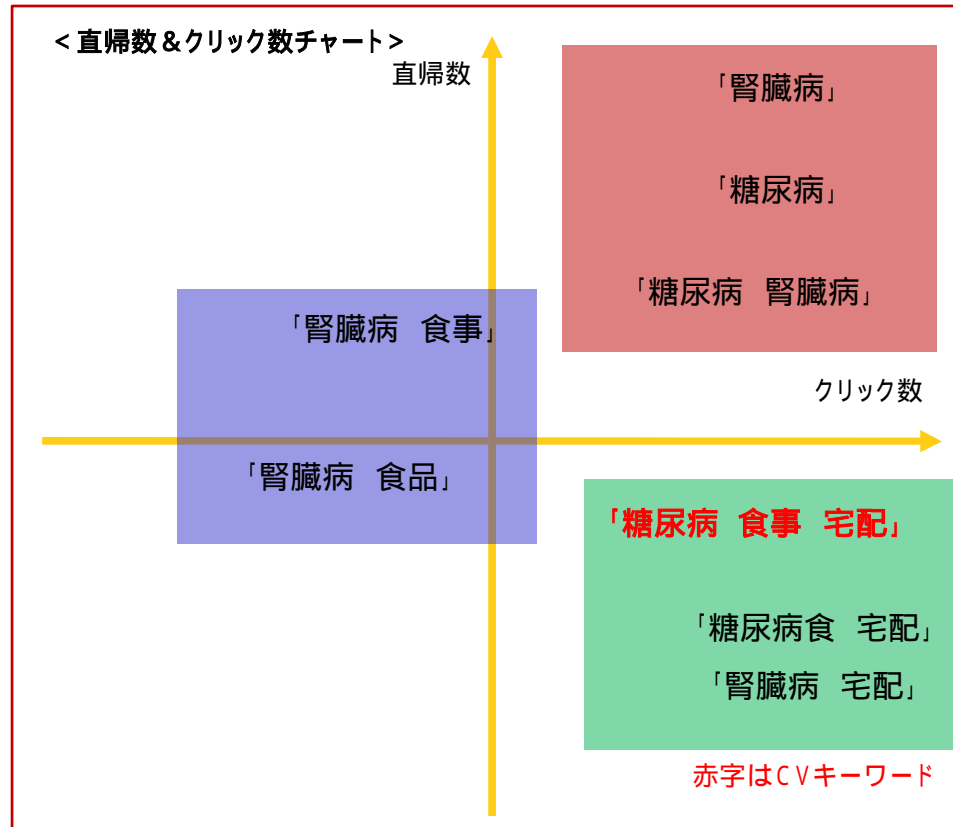 <直帰数&クリック数チャート>
直帰数
「腎臓病」
「糖尿病」
「糖尿病 腎臓病」
「腎臓病 食事」
クリック数
「腎臓病 食品」
「糖尿病 食事 宅配」
「糖尿病食 宅配」
「腎臓病 宅配」
赤字はCVキーワード